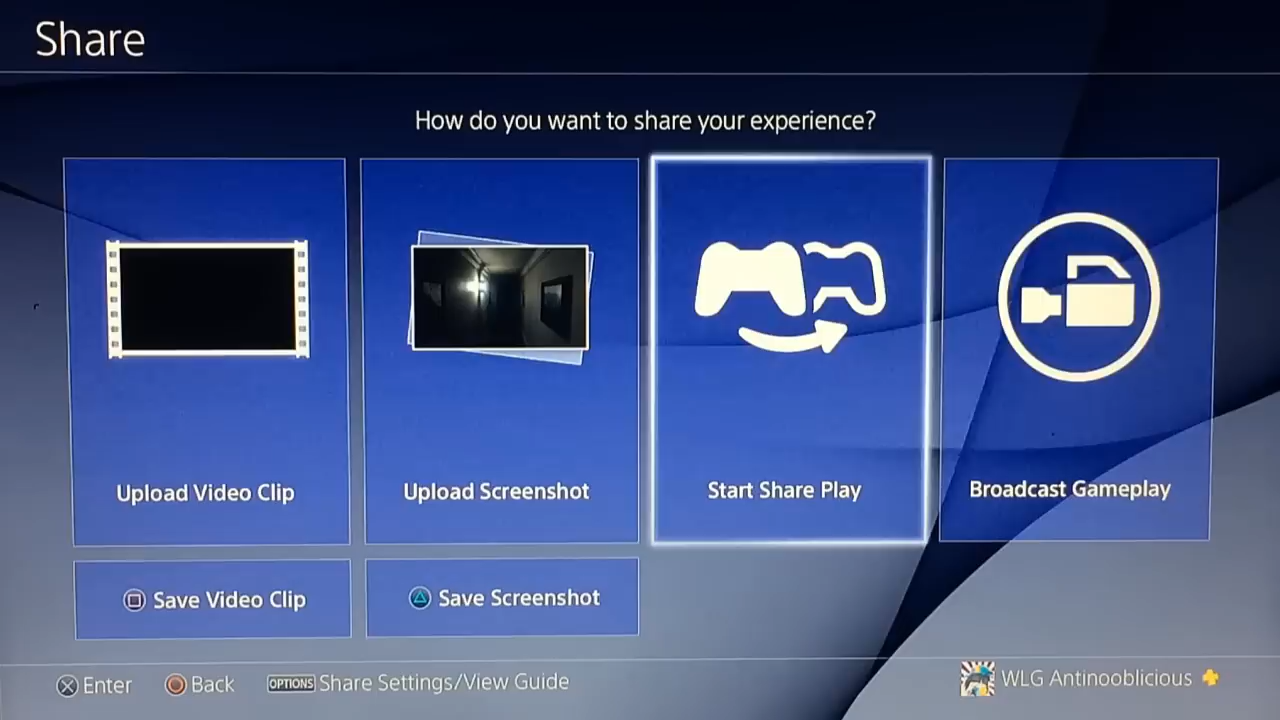 Share
How do you want to share your experience?
Upload Video Clip
Upload Screenshot
Start Share Play
Broadcast Gameplay
Save Video Clip
Save Screenshot
Enter
Back
OPTIONS Share Settings/View Guide
WLG Antinooblicious